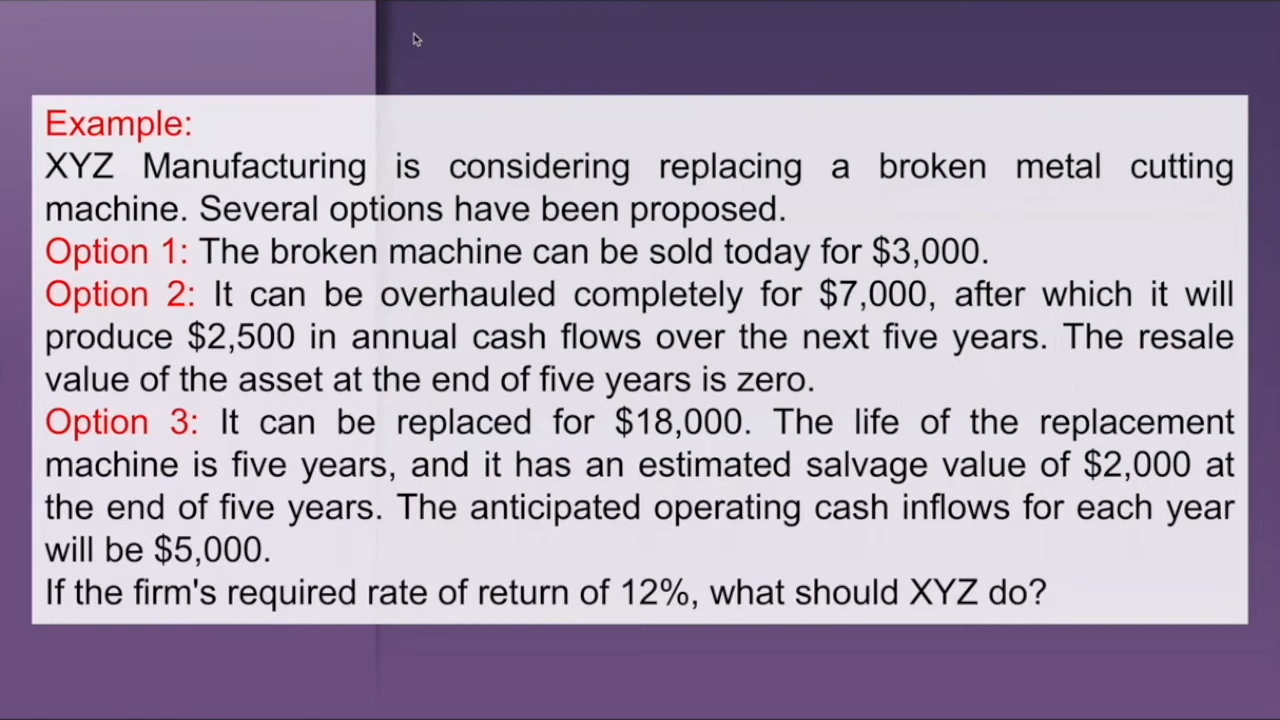 Example:
XYZ Manufacturing is considering replacing a broken metal cutting
machine. Several options have been proposed.
Option 1: The broken machine can be sold today for $3,000.
Option 2: It can be overhauled completely for $7,000, after which it will
produce $2,500 in annual cash flows over the next five years. The resale
value of the asset at the end of five years is zero.
Option 3: It can be replaced for $18,000. The life of the replacement
machine is five years, and it has an estimated salvage value of $2,000 at
the end of five years. The anticipated operating cash inflows for each year
will be $5,000.
If the firm's required rate of return of 12%, what should XYZ do?